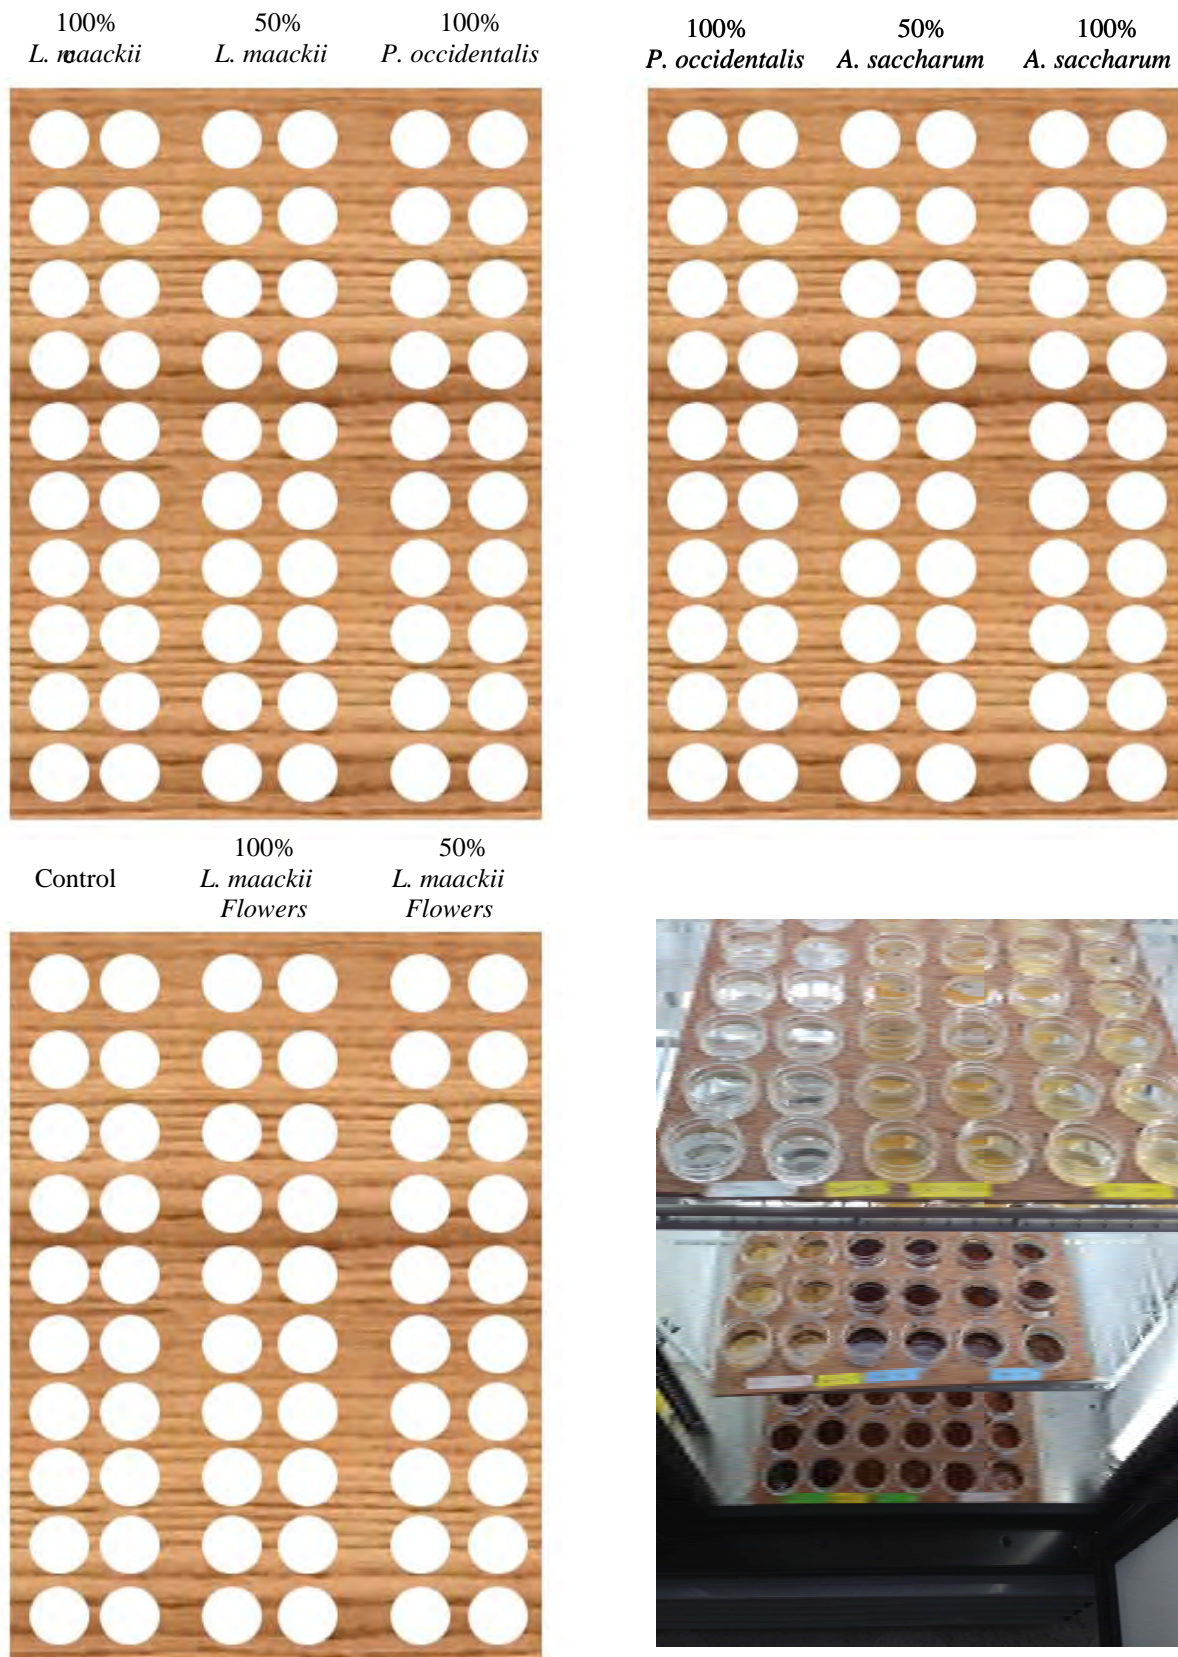 100% 50% 100%
L. maackii L. maackii P. occidentalis
100% 50% 100%
P. occidentalis A. saccharum A. saccharum
100% 50%
Control L. maackii L. maackii
Flowers Flowers